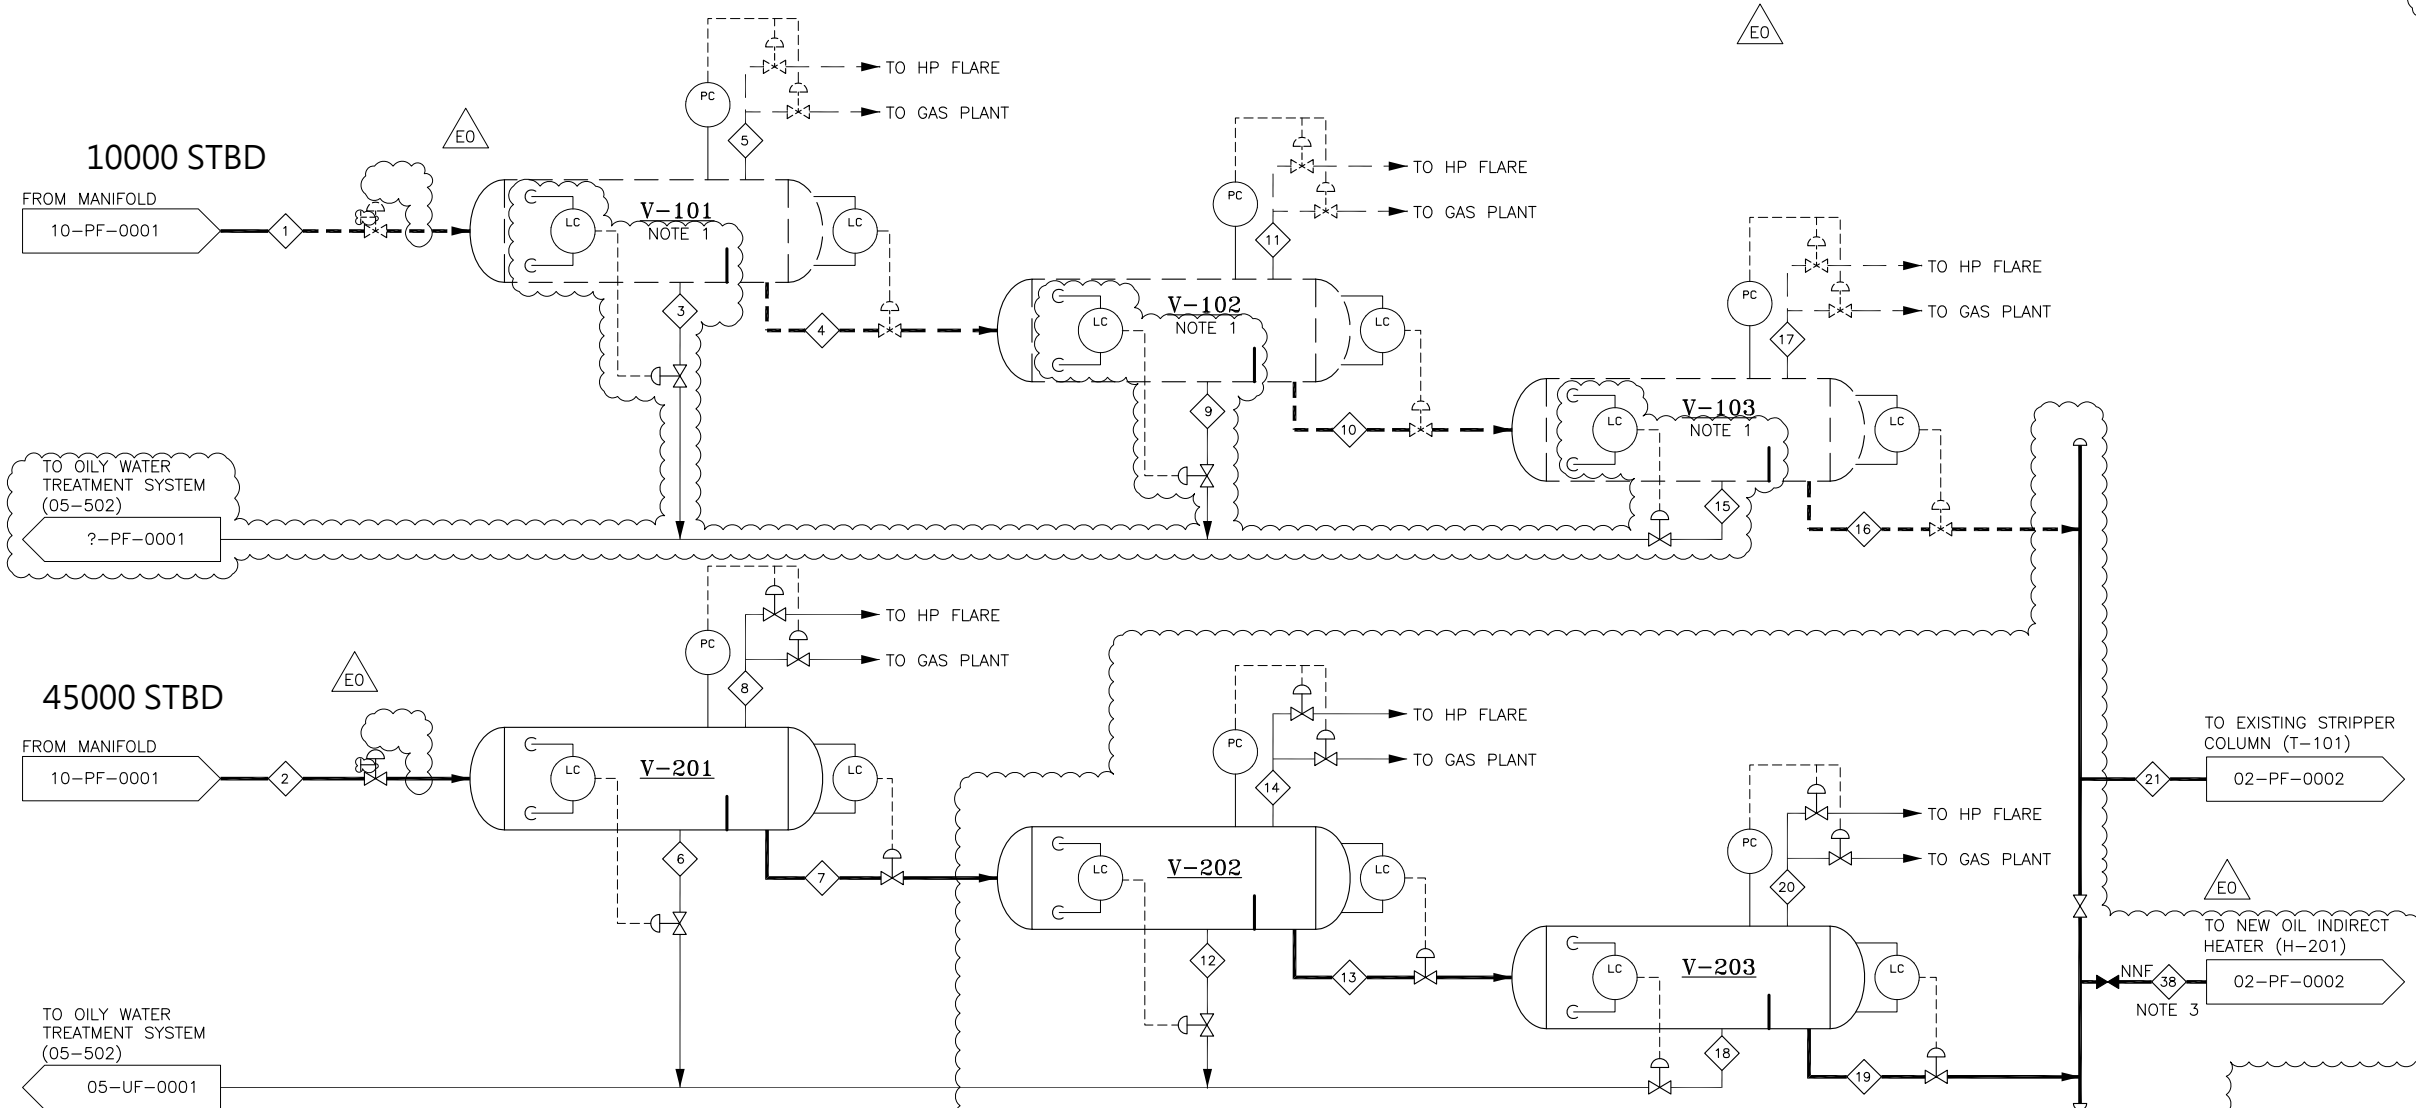 E0
TO HP FLARE
PC
TO GAS PLANT
5
E0
10000 STBD
FROM MANIFOLD
10-PF-0001
1
LC
V-101
NOTE 1
LC
3
4
TO HP FLARE
PC
TO GAS PLANT
11
LC
V-102
NOTE 1
LC
9
10
TO HP FLARE
PC
TO GAS PLANT
17
LC
V-103
NOTE 1
LC
15
16
TO OILY WATER
TREATMENT SYSTEM
(05-502)
?-PF-0001
TO HP FLARE
PC
TO GAS PLANT
8
E0
45000 STBD
FROM MANIFOLD
10-PF-0001
2
LC
V-201
LC
6
7
TO HP FLARE
PC
TO GAS PLANT
14
LC
V-202
LC
12
13
TO HP FLARE
PC
TO GAS PLANT
20
LC
V-203
LC
18
19
TO EXISTING STRIPPER
COLUMN (T-101)
21
02-PF-0002
E0
TO NEW OIL INDIRECT
HEATER (H-201)
NNF
38
02-PF-0002
NOTE 3
TO OILY WATER
TREATMENT SYSTEM
(05-502)
05-UF-0001